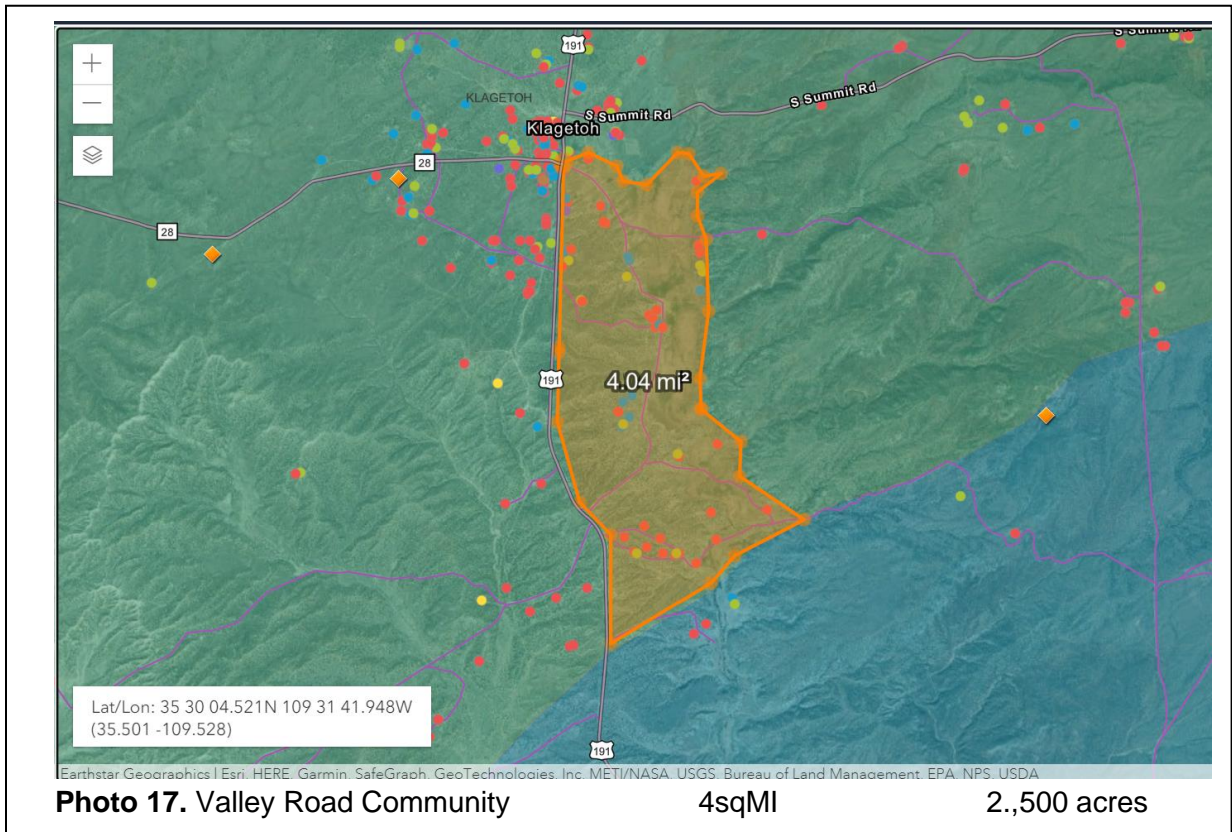 S Summit Rd
191
KLAGETOH
S Summit Rd
S Summit Rd
Klagetoh
28
28
191
4.04 mi²
Lat/Lon: 35 30 04.521N 109 31 41.948W
(35.501 -109.528)
191
Earthstar Geographics | Esri, HERE, Garmin, SafeGraph, GeoTechnologies, Inc, METI/NASA, USGS, Bureau of Land Management, EPA, NPS, USDA
Photo 17. Valley Road Community 4sqMI 2.,500 acres